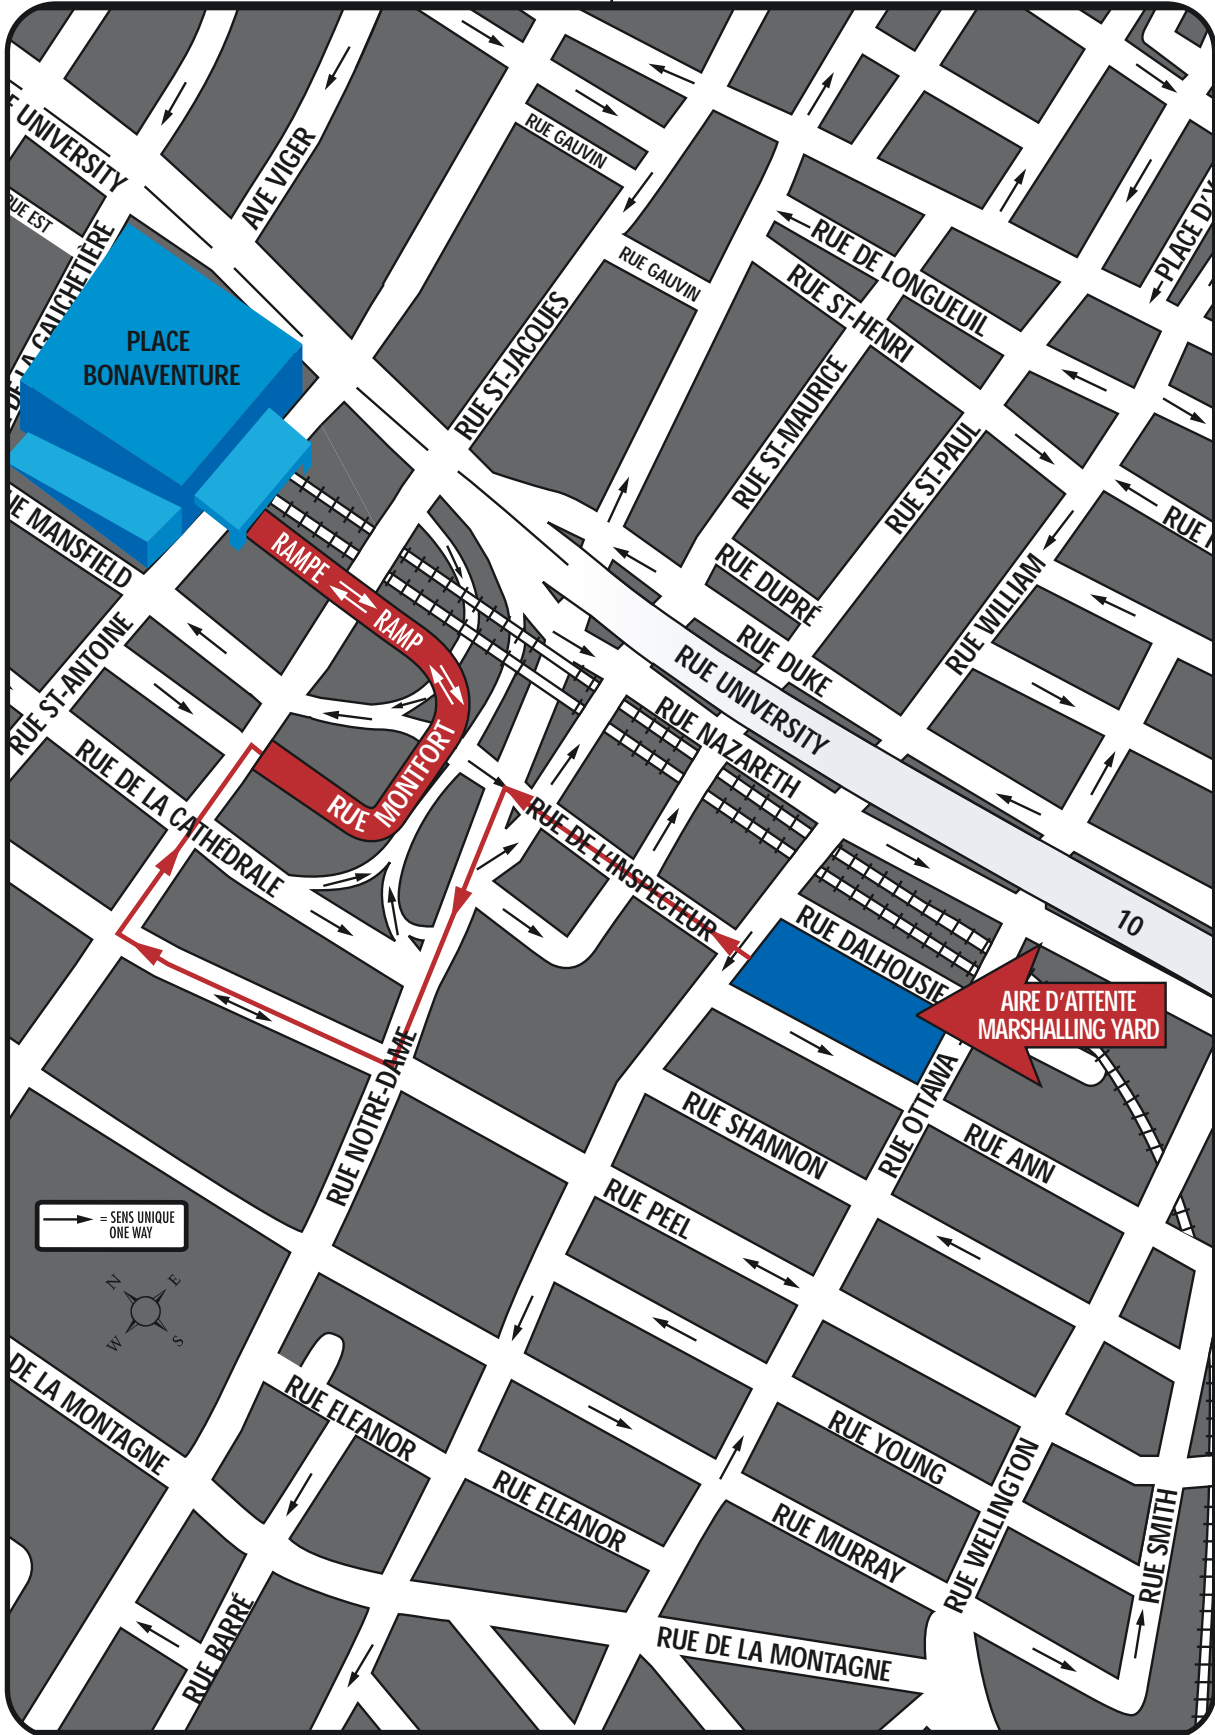 UNIVERSITY
AVE VIGER
RUE GAUVIN
RUE EST
DE LA GAUCHETIÈRE
PLACE D'Y
RUE GAUVIN
RUE DE LONGUEUIL
RUE ST-HENRI
PLACE
BONAVENTURE
RUE ST-JACQUES
RUE ST-MAURICE
RUE ST-PAUL
RUE MANSFIELD
RAMPE
RAMP
RUE DUPRÉ
RUE WILLIAM
RUE ST-ANTOINE
RUE DUKE
RUE UNIVERSITY
RUE NAZARETH
RUE DE LA CATHÉDRALE
RUE
MONTFORT
RUE DE L'INSPECTEUR
10
RUE DALHOUSIE
AIRE D'ATTENTE
MARSHALLING YARD
RUE NOTRE-DAME
RUE OTTAWA
RUE SHANNON
RUE ANN
RUE PEEL
= SENS UNIQUE
ONE WAY
N
E
W
S
DE LA MONTAGNE
RUE ELEANOR
RUE ELEANOR
RUE YOUNG
RUE MURRAY
RUE WELLINGTON
RUE SMITH
RUE BARRÉ
RUE DE LA MONTAGNE